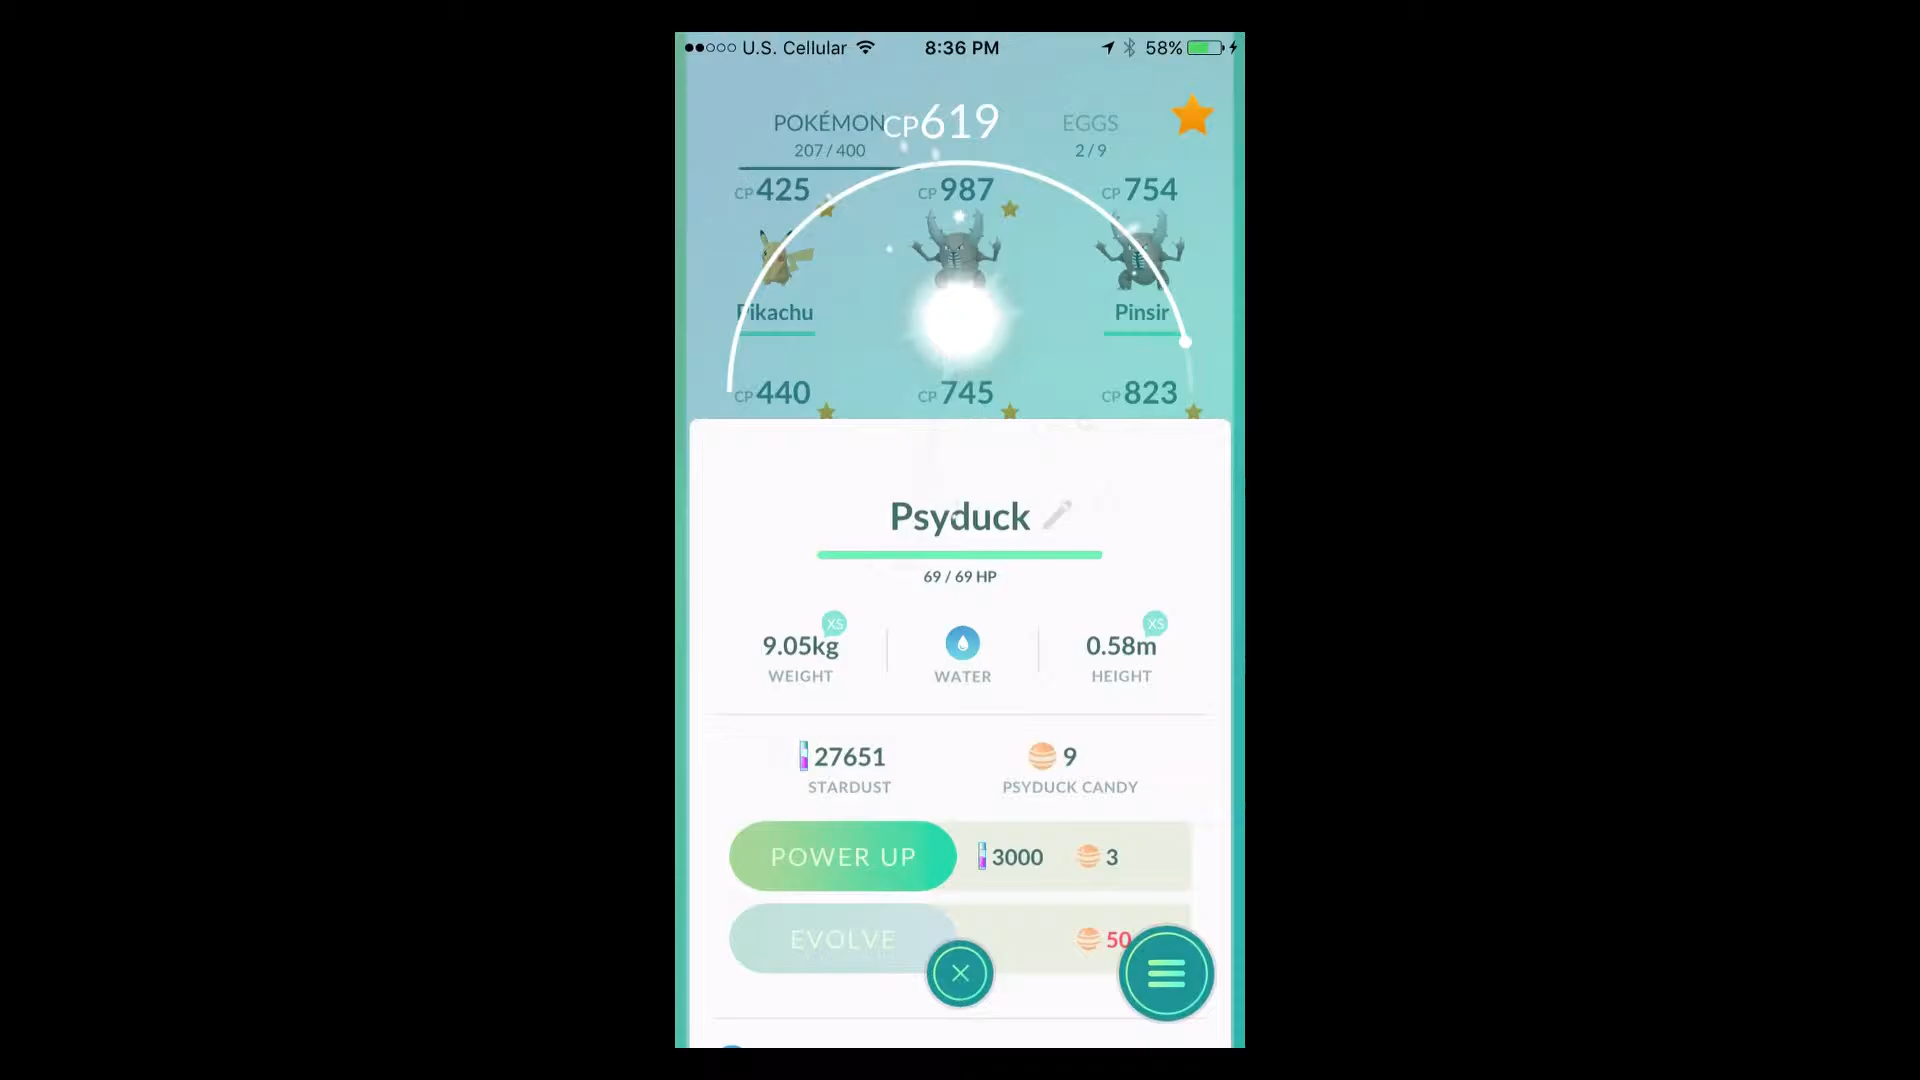 U.S. Cellular 8:36 PM 58%
POKÉMON CP619 EGGS
207 / 400 2 / 9
CP425 CP987 CP754
Pikachu Pinsir
CP440 CP745 CP823
Psyduck
69 / 69 HP
XS XS
9.05kg 0.58m
WEIGHT WATER HEIGHT
27651 9
STARDUST PSYDUCK CANDY
POWER UP 3000 3
EVOLVE 50